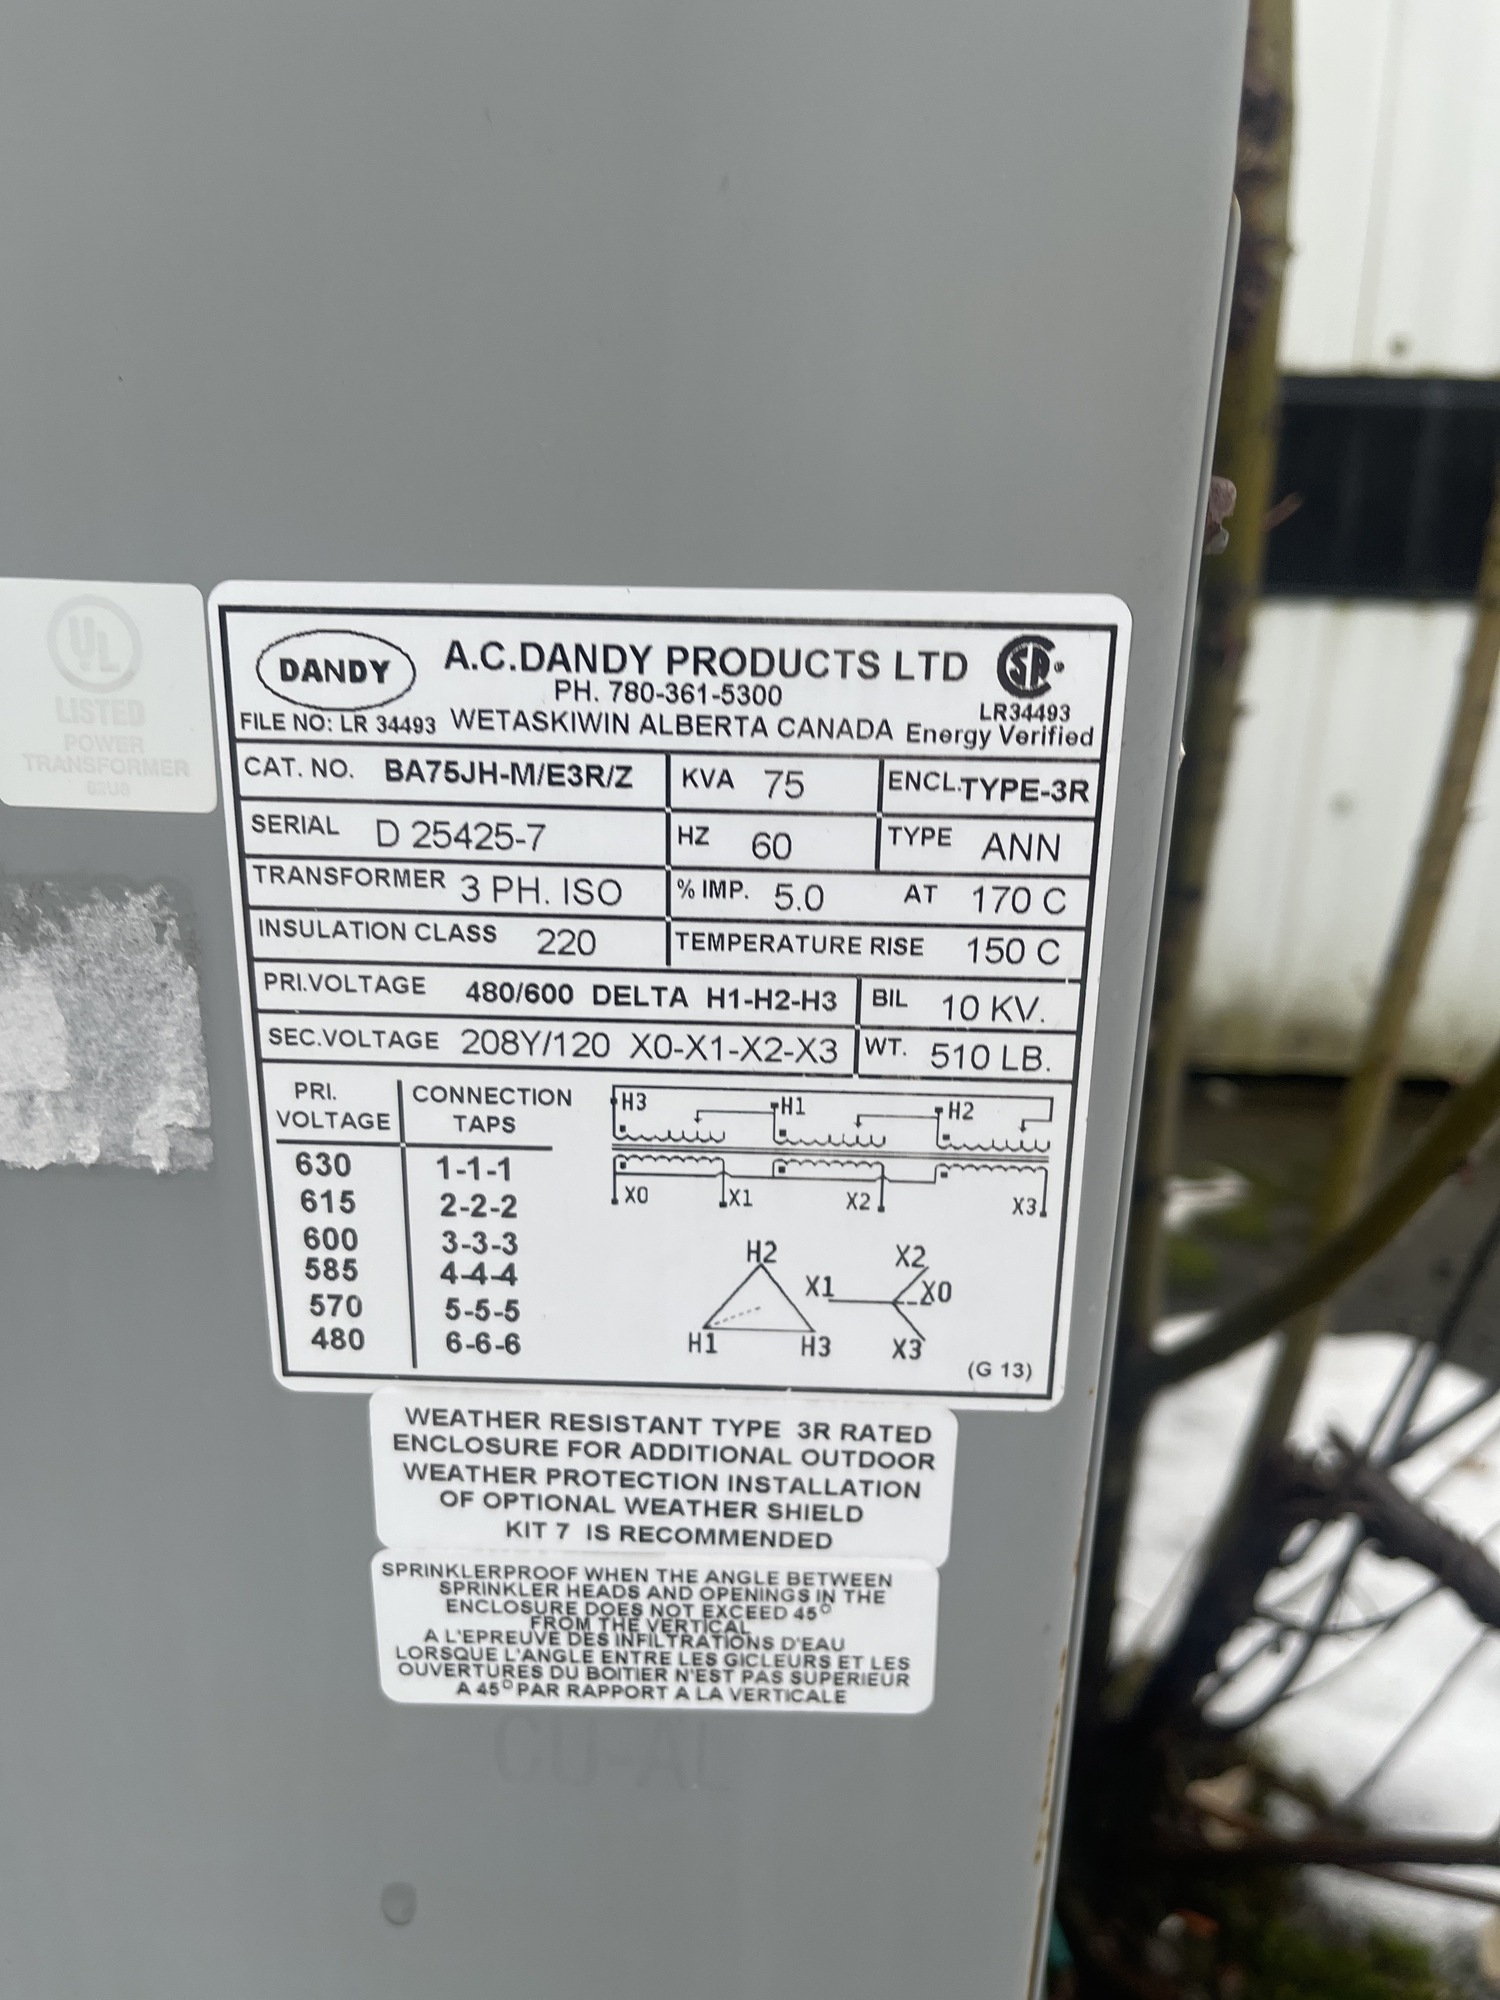 UL
LISTED
POWER
TRANSFORMER
82U8
DANDY
A.C.DANDY PRODUCTS LTD
PH. 780-361-5300
LR34493
FILE NO: LR 34493 WETASKIWIN ALBERTA CANADA Energy Verified
CAT. NO. BA75JH-M/E3R/Z KVA 75 ENCL.TYPE-3R
SERIAL D 25425-7 HZ 60 TYPE ANN
TRANSFORMER 3 PH. ISO % IMP. 5.0 AT 170 C
INSULATION CLASS 220 TEMPERATURE RISE 150 C
PRI.VOLTAGE 480/600 DELTA H1-H2-H3 BIL 10 KV.
SEC.VOLTAGE 208Y/120 X0-X1-X2-X3 WT. 510 LB.
PRI. CONNECTION
VOLTAGE TAPS
630 1-1-1
615 2-2-2
600 3-3-3
585 4-4-4
570 5-5-5
480 6-6-6
H3 H1 H2
X0 X1 X2 X3
H2
H1 H3
X2
X1 X0
X3
(G 13)
WEATHER RESISTANT TYPE 3R RATED
ENCLOSURE FOR ADDITIONAL OUTDOOR
WEATHER PROTECTION INSTALLATION
OF OPTIONAL WEATHER SHIELD
KIT 7 IS RECOMMENDED
SPRINKLERPROOF WHEN THE ANGLE BETWEEN
SPRINKLER HEADS AND OPENINGS IN THE
ENCLOSURE DOES NOT EXCEED 45°
FROM THE VERTICAL
A L'EPREUVE DES INFILTRATIONS D'EAU
LORSQUE L'ANGLE ENTRE LES GICLEURS ET LES
OUVERTURES DU BOITIER N'EST PAS SUPERIEUR
A 45° PAR RAPPORT A LA VERTICALE
CU-AL